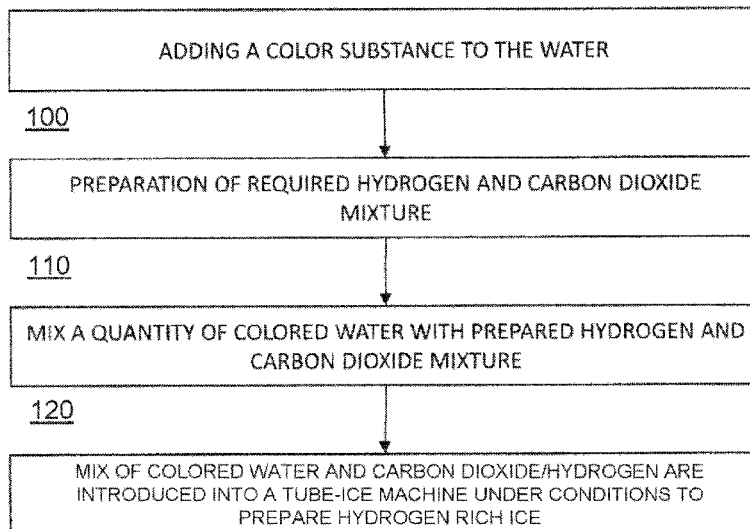 ADDING A COLOR SUBSTANCE TO THE WATER
100
PREPARATION OF REQUIRED HYDROGEN AND CARBON DIOXIDE
MIXTURE
110
MIX A QUANTITY OF COLORED WATER WITH PREPARED HYDROGEN AND
CARBON DIOXIDE MIXTURE
120
MIX OF COLORED WATER AND CARBON DIOXIDE/HYDROGEN ARE
INTRODUCED INTO A TUBE-ICE MACHINE UNDER CONDITIONS TO
PREPARE HYDROGEN RICH ICE